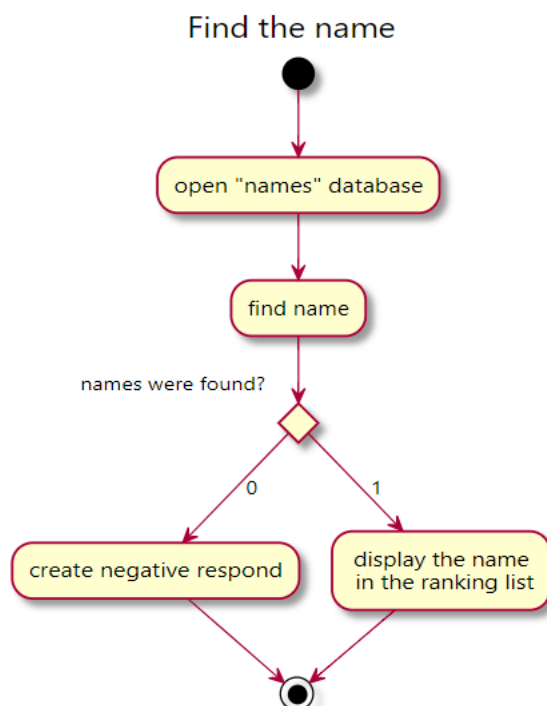 Find the name
open "names" database
find name
names were found?
0
1
create negative respond
display the name
in the ranking list